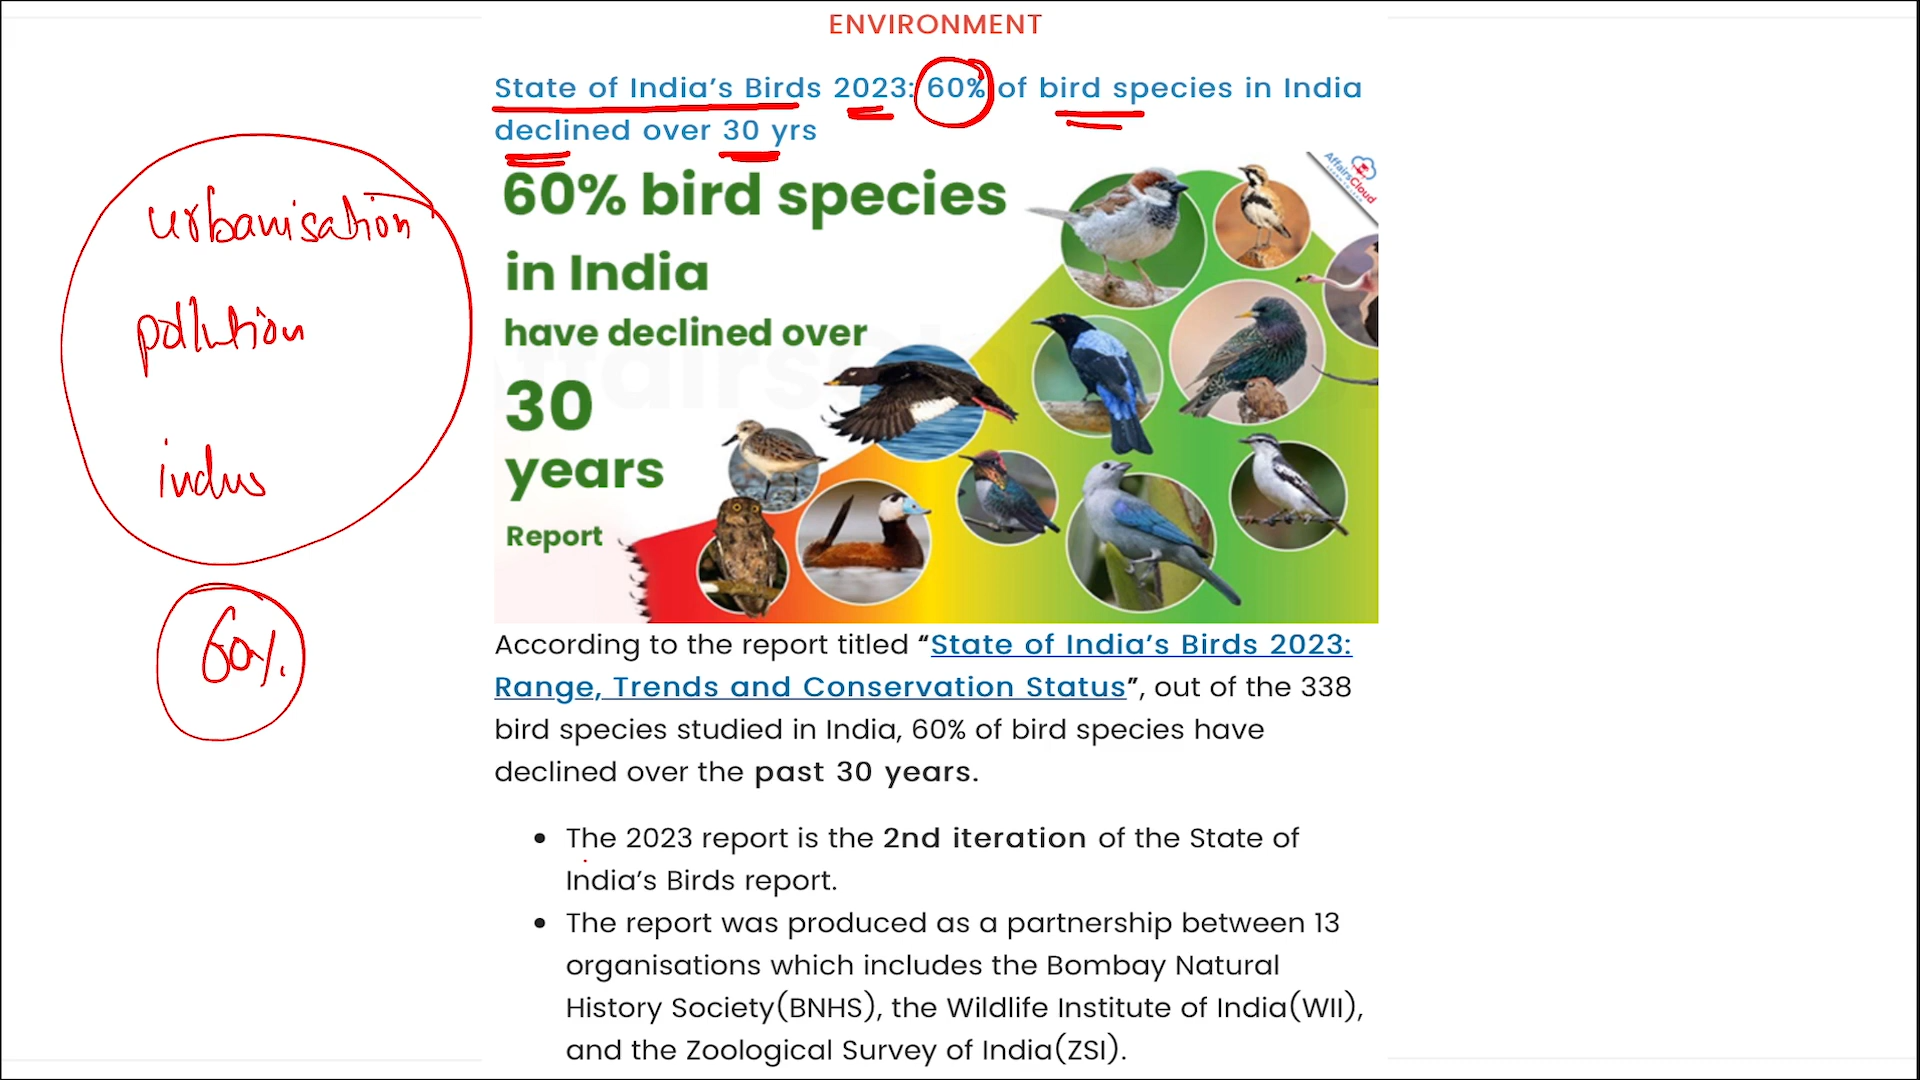 ENVIRONMENT
State of India's Birds 2023: 60% of bird species in India
declined over 30 yrs
urbanisation
pollution
indus
60%.
60% bird species
in India
have declined over
30
years
Report
AffairsCloud
According to the report titled “State of India’s Birds 2023:
Range, Trends and Conservation Status”, out of the 338
bird species studied in India, 60% of bird species have
declined over the past 30 years.
• The 2023 report is the 2nd iteration of the State of
India’s Birds report.
• The report was produced as a partnership between 13
organisations which includes the Bombay Natural
History Society(BNHS), the Wildlife Institute of India(WII),
and the Zoological Survey of India(ZSI).